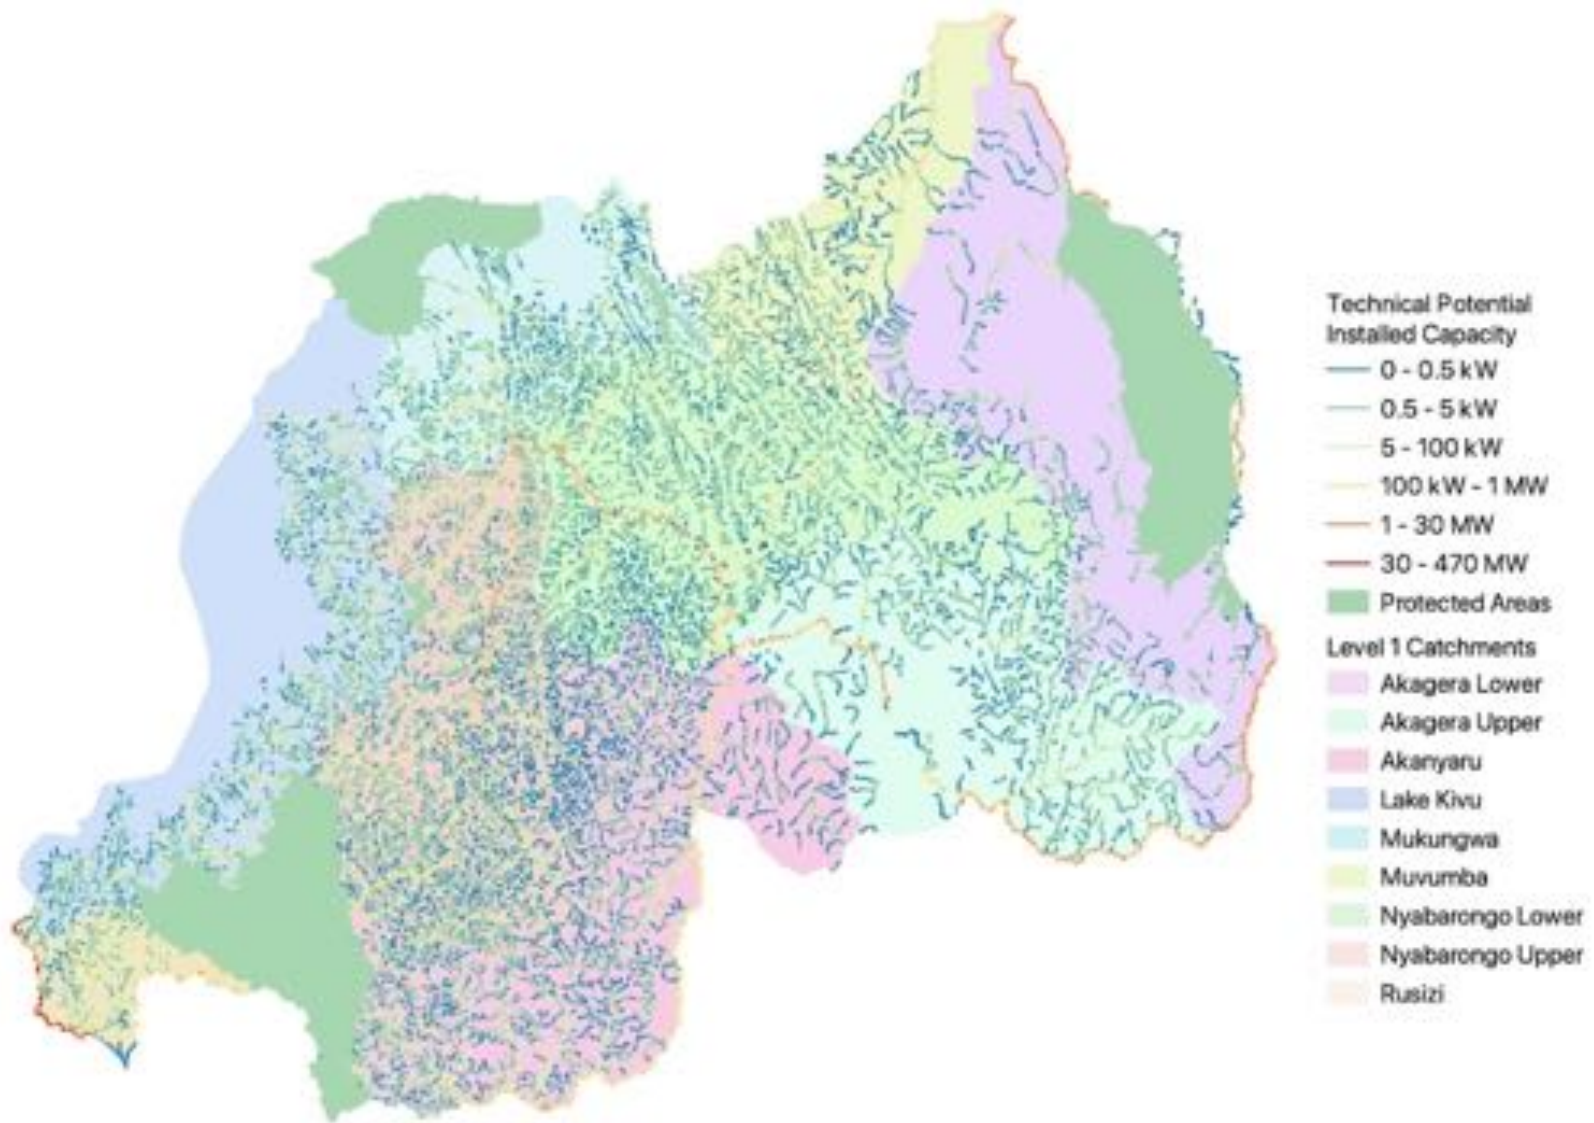 Technical Potential
Installed Capacity
0 - 0.5 kW
0.5 - 5 kW
5 - 100 kW
100 kW - 1 MW
1 - 30 MW
30 - 470 MW
Protected Areas
Level 1 Catchments
Akagera Lower
Akagera Upper
Akanyaru
Lake Kivu
Mukungwa
Muvumba
Nyabarongo Lower
Nyabarongo Upper
Rusizi